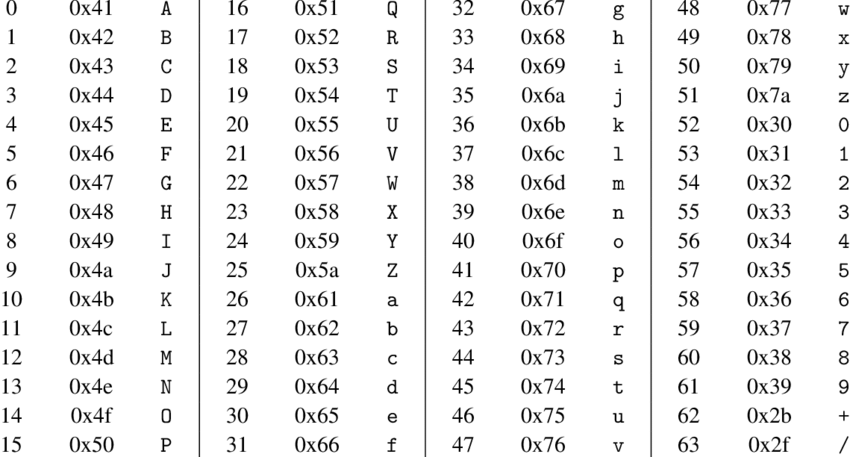 0 0x41 A 16 0x51 Q 32 0x67 g 48 0x77 w
1 0x42 B 17 0x52 R 33 0x68 h 49 0x78 x
2 0x43 C 18 0x53 S 34 0x69 i 50 0x79 y
3 0x44 D 19 0x54 T 35 0x6a j 51 0x7a z
4 0x45 E 20 0x55 U 36 0x6b k 52 0x30 0
5 0x46 F 21 0x56 V 37 0x6c l 53 0x31 1
6 0x47 G 22 0x57 W 38 0x6d m 54 0x32 2
7 0x48 H 23 0x58 X 39 0x6e n 55 0x33 3
8 0x49 I 24 0x59 Y 40 0x6f o 56 0x34 4
9 0x4a J 25 0x5a Z 41 0x70 p 57 0x35 5
10 0x4b K 26 0x61 a 42 0x71 q 58 0x36 6
11 0x4c L 27 0x62 b 43 0x72 r 59 0x37 7
12 0x4d M 28 0x63 c 44 0x73 s 60 0x38 8
13 0x4e N 29 0x64 d 45 0x74 t 61 0x39 9
14 0x4f O 30 0x65 e 46 0x75 u 62 0x2b +
15 0x50 P 31 0x66 f 47 0x76 v 63 0x2f /